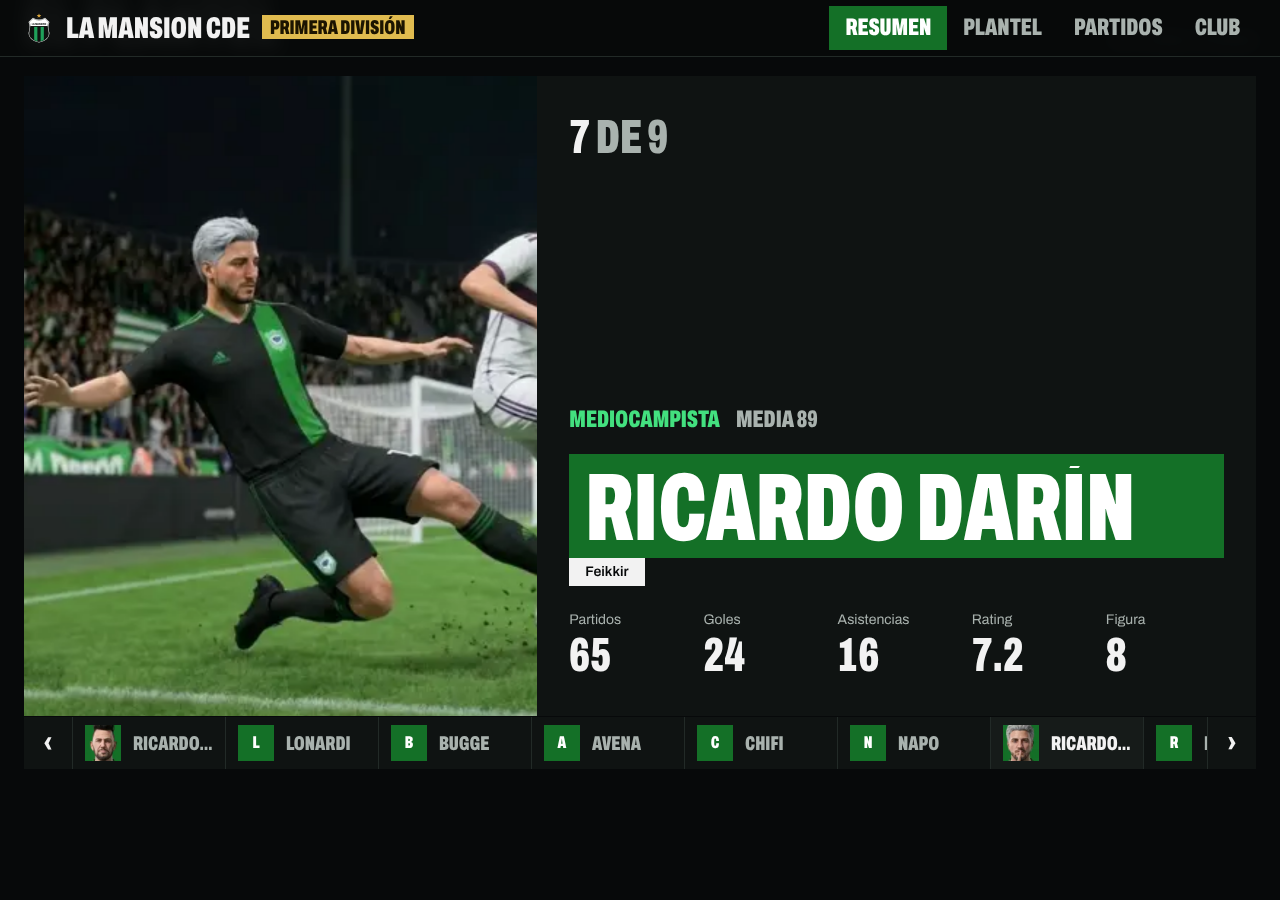 LA MANSION CDE PRIMERA DIVISIÓN RESUMEN PLANTEL PARTIDOS CLUB
7 DE 9
MEDIOCAMPISTA MEDIA 89
RICARDO DARÍN
Feikkir
Partidos Goles Asistencias Rating Figura
65 24 16 7.2 8
‹ RICARDO... L LONARDI B BUGGE A AVENA C CHIFI N NAPO RICARDO... R ›